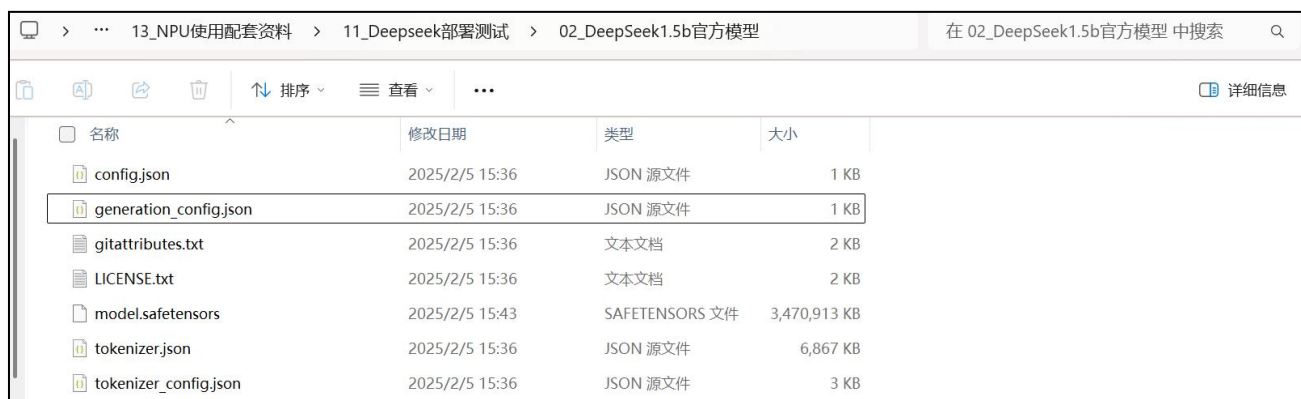 … 13_NPU使用配套资料 > 11_Deepseek部署测试 > 02_DeepSeek1.5b官方模型 在 02_DeepSeek1.5b官方模型 中搜索
排序 查看 … 详细信息
名称 修改日期 类型 大小
config.json 2025/2/5 15:36 JSON 源文件 1 KB
generation_config.json 2025/2/5 15:36 JSON 源文件 1 KB
gitattributes.txt 2025/2/5 15:36 文本文档 2 KB
LICENSE.txt 2025/2/5 15:36 文本文档 2 KB
model.safetensors 2025/2/5 15:43 SAFETENSORS 文件 3,470,913 KB
tokenizer.json 2025/2/5 15:36 JSON 源文件 6,867 KB
tokenizer_config.json 2025/2/5 15:36 JSON 源文件 3 KB